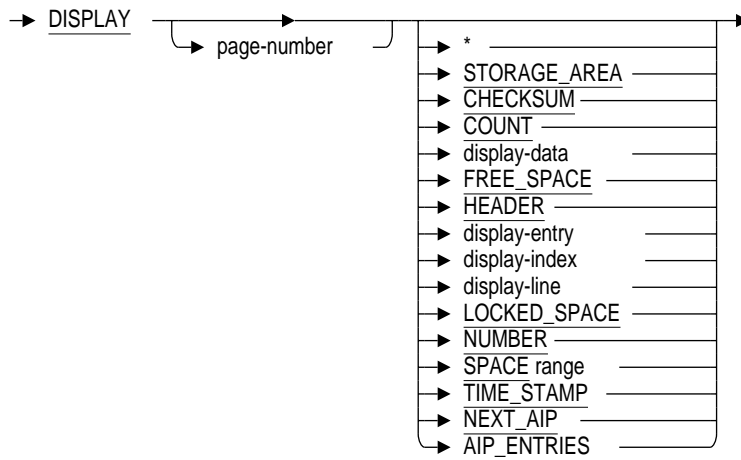 DISPLAY
page-number
*
STORAGE_AREA
CHECKSUM
COUNT
display-data
FREE_SPACE
HEADER
display-entry
display-index
display-line
LOCKED_SPACE
NUMBER
SPACE range
TIME_STAMP
NEXT_AIP
AIP_ENTRIES